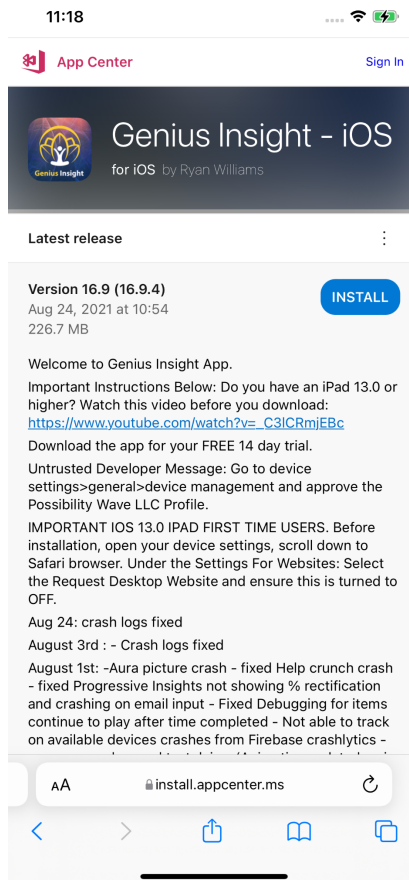 11:18
App Center
Sign In
Genius Insight - iOS
for iOS by Ryan Williams
Genius Insight
Latest release
Version 16.9 (16.9.4)
Aug 24, 2021 at 10:54
226.7 MB
INSTALL
Welcome to Genius Insight App.
Important Instructions Below: Do you have an iPad 13.0 or
higher? Watch this video before you download:
https://www.youtube.com/watch?v=_C3lCRmjEBc
Download the app for your FREE 14 day trial.
Untrusted Developer Message: Go to device
settings>general>device management and approve the
Possibility Wave LLC Profile.
IMPORTANT IOS 13.0 IPAD FIRST TIME USERS. Before
installation, open your device settings, scroll down to
Safari browser. Under the Settings For Websites: Select
the Request Desktop Website and ensure this is turned to
OFF.
Aug 24: crash logs fixed
August 3rd : - Crash logs fixed
August 1st: -Aura picture crash - fixed Help crunch crash
- fixed Progressive Insights not showing % rectification
and crashing on email input - Fixed Debugging for items
continue to play after time completed - Not able to track
on available devices crashes from Firebase crashlytics -
AA
install.appcenter.ms